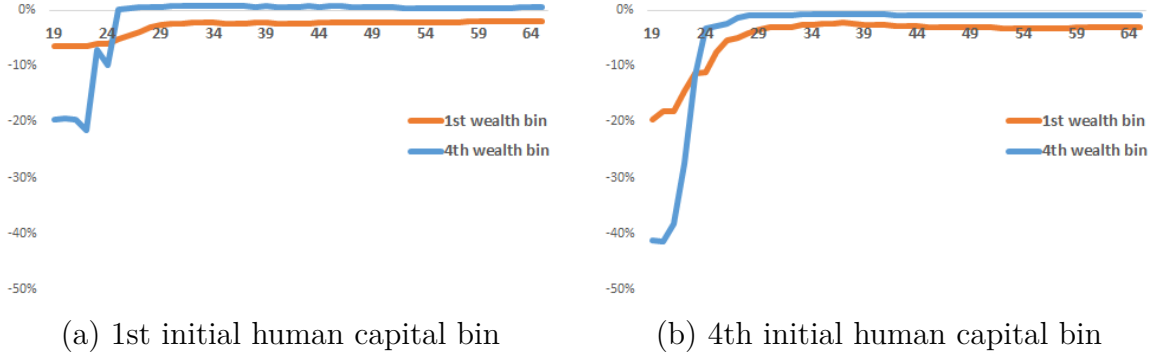 0%
19 24 29 34 39 44 49 54 59 64
-10%
-20%
1st wealth bin
4th wealth bin
-30%
-40%
-50%
(a) 1st initial human capital bin
0%
19 24 29 34 39 44 49 54 59 64
-10%
-20%
1st wealth bin
4th wealth bin
-30%
-40%
-50%
(b) 4th initial human capital bin